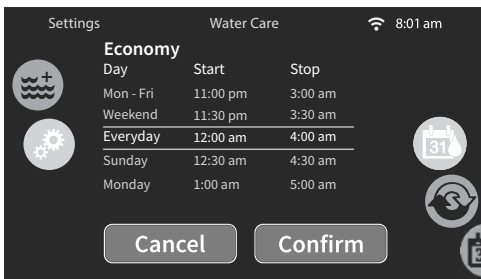 Settings Water Care 8:01 am
Economy
Day Start Stop
Mon - Fri 11:00 pm 3:00 am
Weekend 11:30 pm 3:30 am
Everyday 12:00 am 4:00 am
31
Sunday 12:30 am 4:30 am
Monday 1:00 am 5:00 am
Cancel Confirm